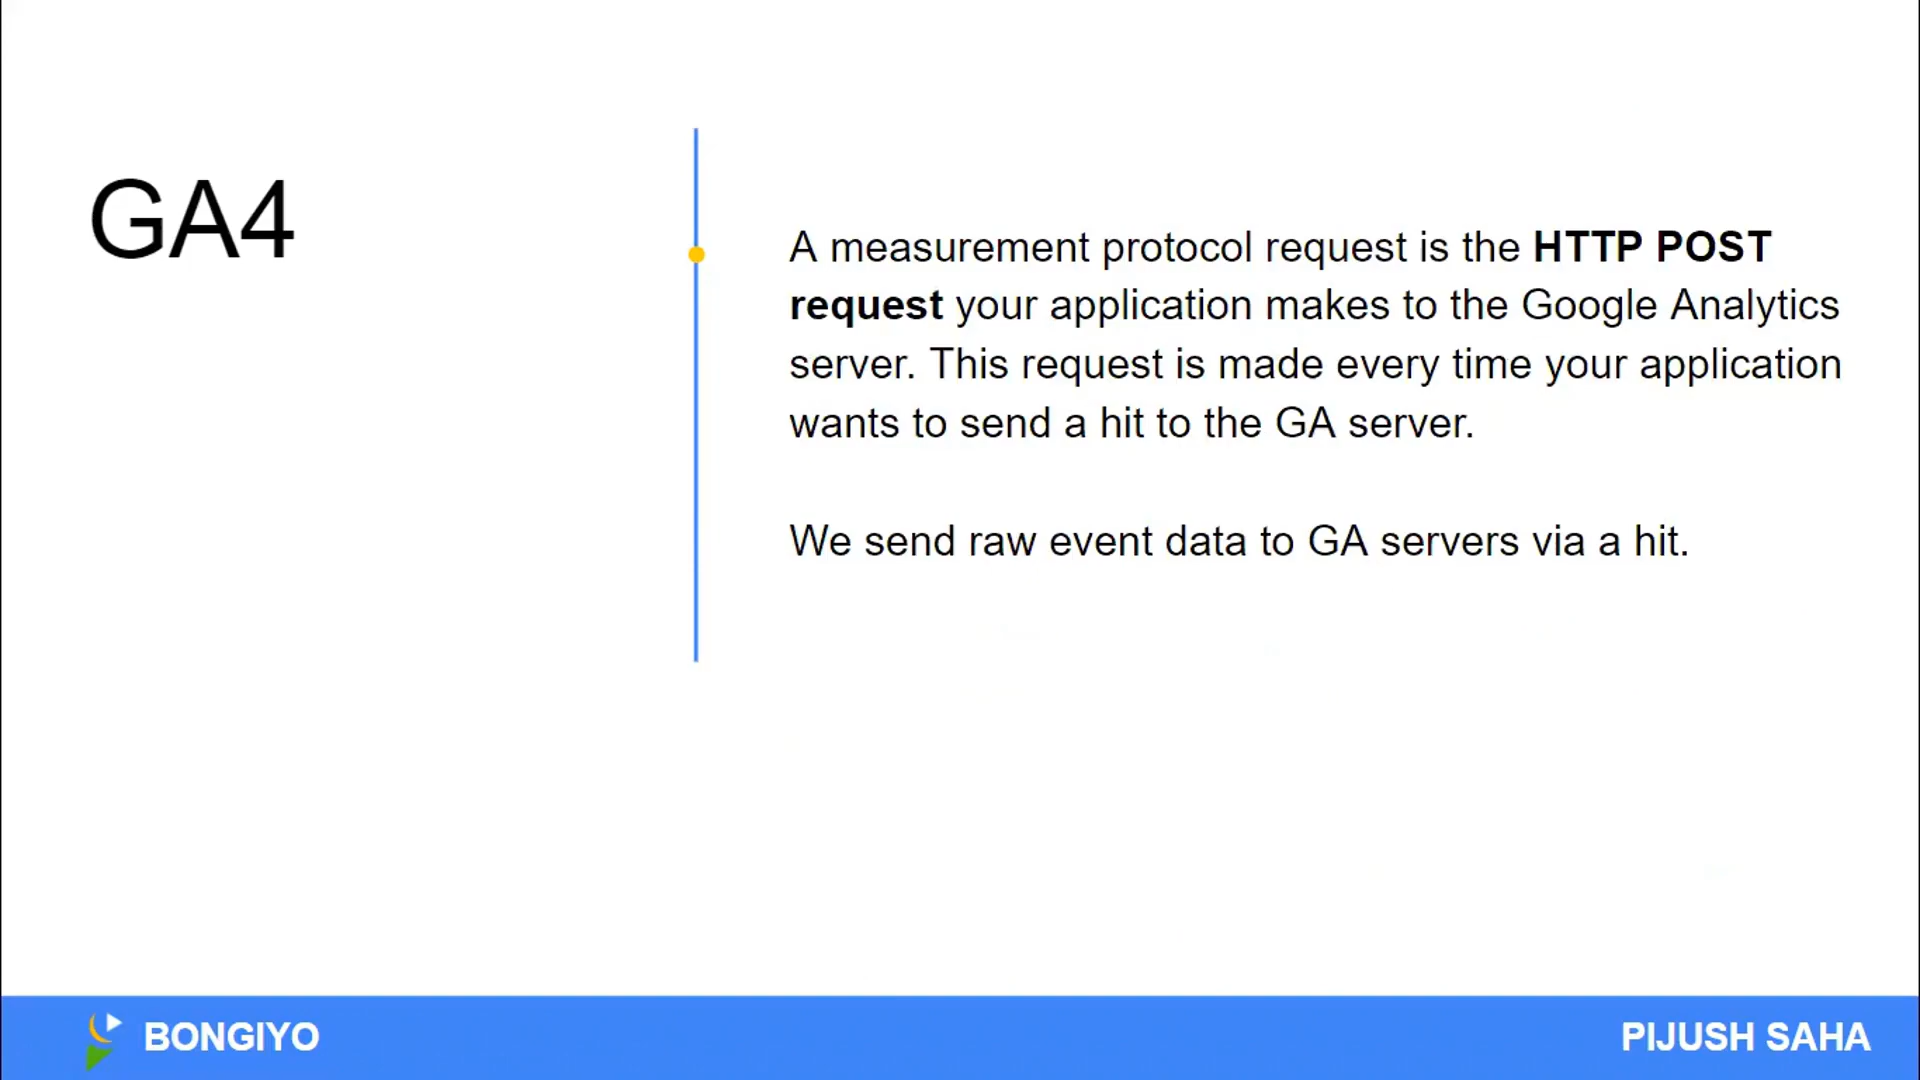 GA4
A measurement protocol request is the HTTP POST
request your application makes to the Google Analytics
server. This request is made every time your application
wants to send a hit to the GA server.
We send raw event data to GA servers via a hit.
BONGIYO
PIJUSH SAHA